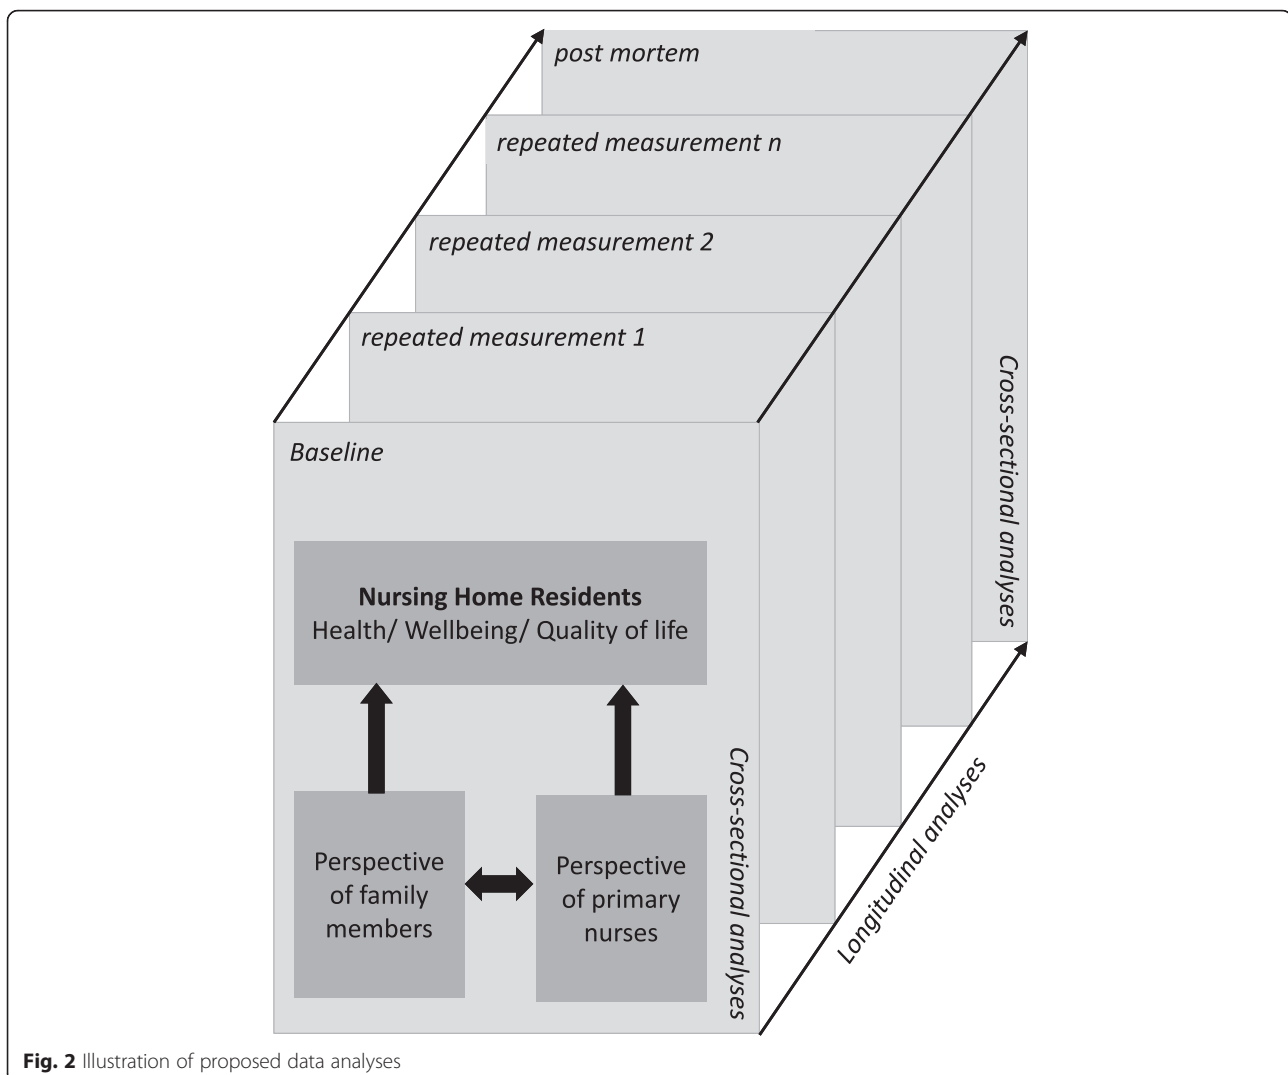 post mortem
repeated measurement n
repeated measurement 2
repeated measurement 1
Baseline
Nursing Home Residents
Health/ Wellbeing/ Quality of life
Perspective
of family
members
Perspective
of primary
nurses
Cross-sectional analyses
Cross-sectional analyses
Longitudinal analyses
Fig. 2 Illustration of proposed data analyses